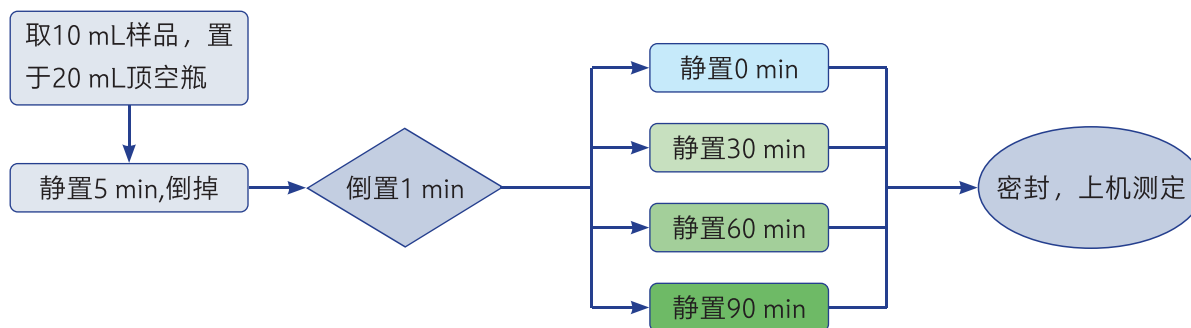 取10 mL样品，置
于20 mL顶空瓶
静置5 min,倒掉
倒置1 min
静置0 min
静置30 min
静置60 min
静置90 min
密封，上机测定